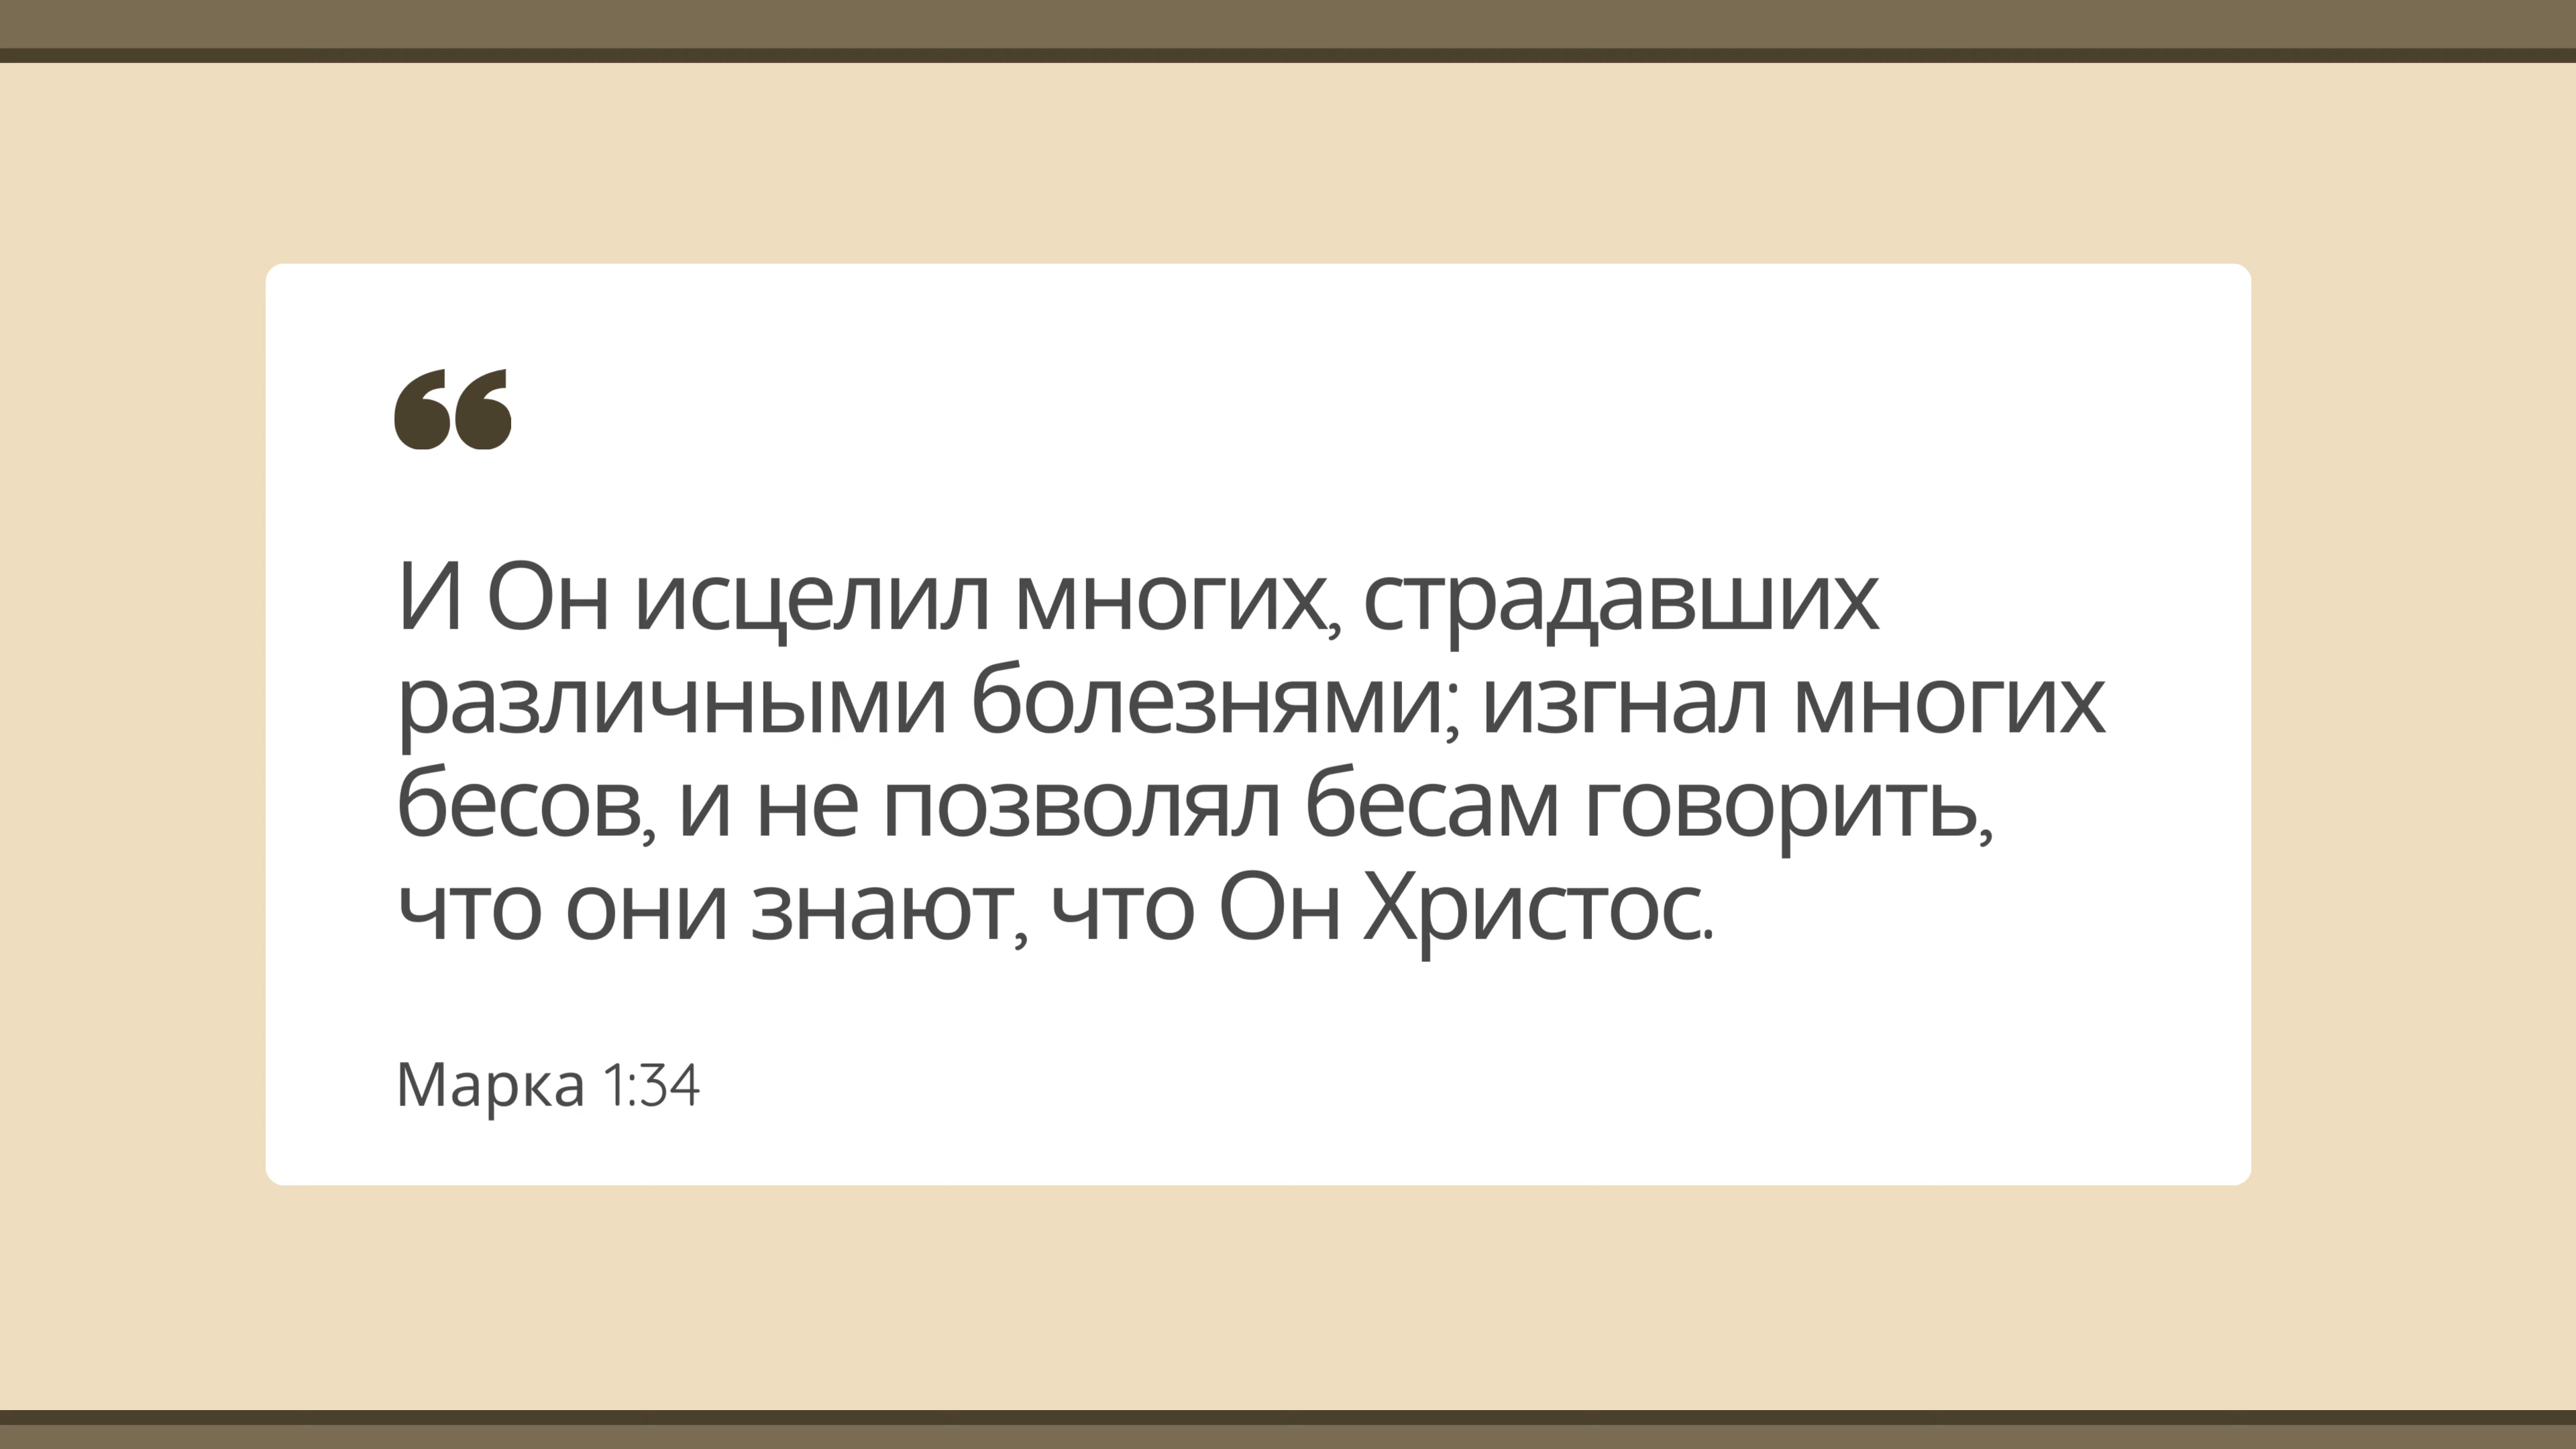 “
И Он исцелил многих, страдавших
различными болезнями; изгнал многих
бесов, и не позволял бесам говорить,
что они знают, что Он Христос.
Марка 1:34